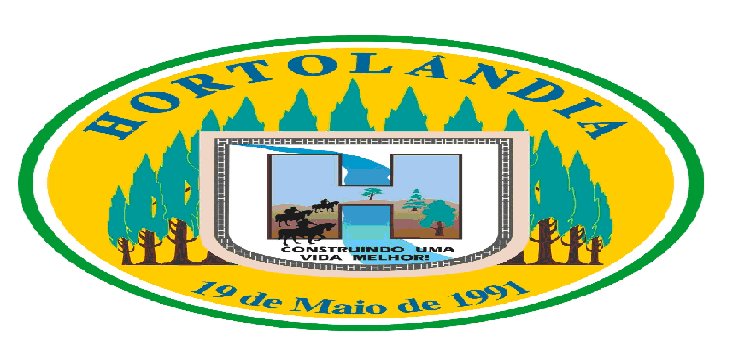 HORTOLÂNDIA
H
CONSTRUINDO UMA
VIDA MELHOR!
19 de Maio de 1991